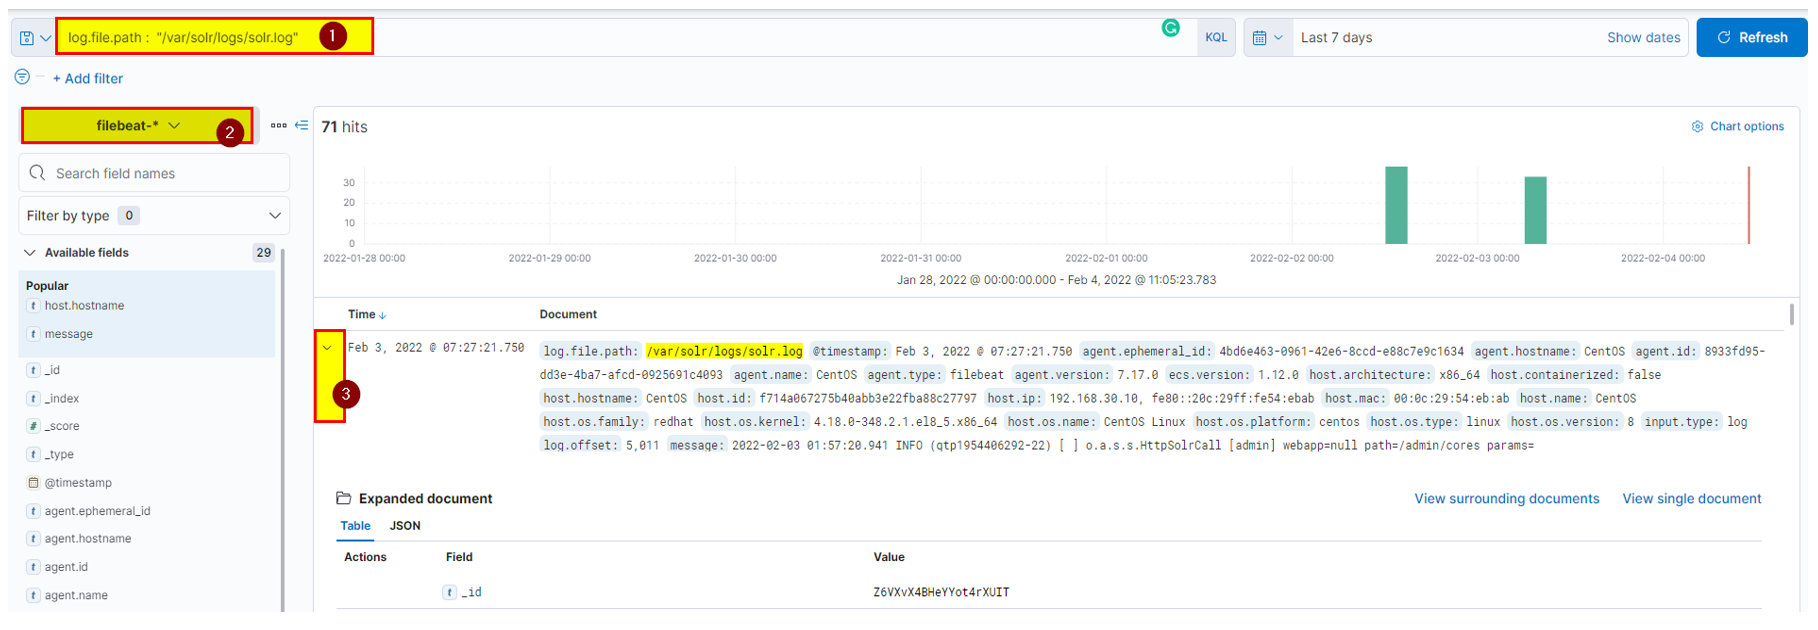 log.file.path : "/var/solr/logs/solr.log" 1
KQL
Last 7 days
Show dates
Refresh
+ Add filter
filebeat-* 2
71 hits
Chart options
Search field names
Filter by type 0
Available fields 29
Popular
t host.hostname
t message
t _id
t _index
# _score
t _type
@timestamp
t agent.ephemeral_id
t agent.hostname
t agent.id
t agent.name
30
20
10
0
2022-01-28 00:00 2022-01-29 00:00 2022-01-30 00:00 2022-01-31 00:00 2022-02-01 00:00 2022-02-02 00:00 2022-02-03 00:00 2022-02-04 00:00
Jan 28, 2022 @ 00:00:00.000 - Feb 4, 2022 @ 11:05:23.783
Time Document
3
Feb 3, 2022 @ 07:27:21.750
log.file.path: /var/solr/logs/solr.log @timestamp: Feb 3, 2022 @ 07:27:21.750 agent.ephemeral_id: 4bd6e463-0961-42e6-8ccd-e88c7e9c1634 agent.hostname: CentOS agent.id: 8933fd95-
dd3e-4ba7-afcd-0925691c4093 agent.name: CentOS agent.type: filebeat agent.version: 7.17.0 ecs.version: 1.12.0 host.architecture: x86_64 host.containerized: false
host.hostname: CentOS host.id: f714a067275b40abb3e22fba88c27797 host.ip: 192.168.30.10, fe80::20c:29ff:fe54:ebab host.mac: 00:0c:29:54:eb:ab host.name: CentOS
host.os.family: redhat host.os.kernel: 4.18.0-348.2.1.el8_5.x86_64 host.os.name: CentOS Linux host.os.platform: centos host.os.type: linux host.os.version: 8 input.type: log
log.offset: 5,011 message: 2022-02-03 01:57:20.941 INFO (qtp1954406292-22) [ ] o.a.s.s.HttpSolrCall [admin] webapp=null path=/admin/cores params=
Expanded document
View surrounding documents
View single document
Table JSON
Actions Field Value
t _id Z6VXvX4BHeYYot4rXUIT